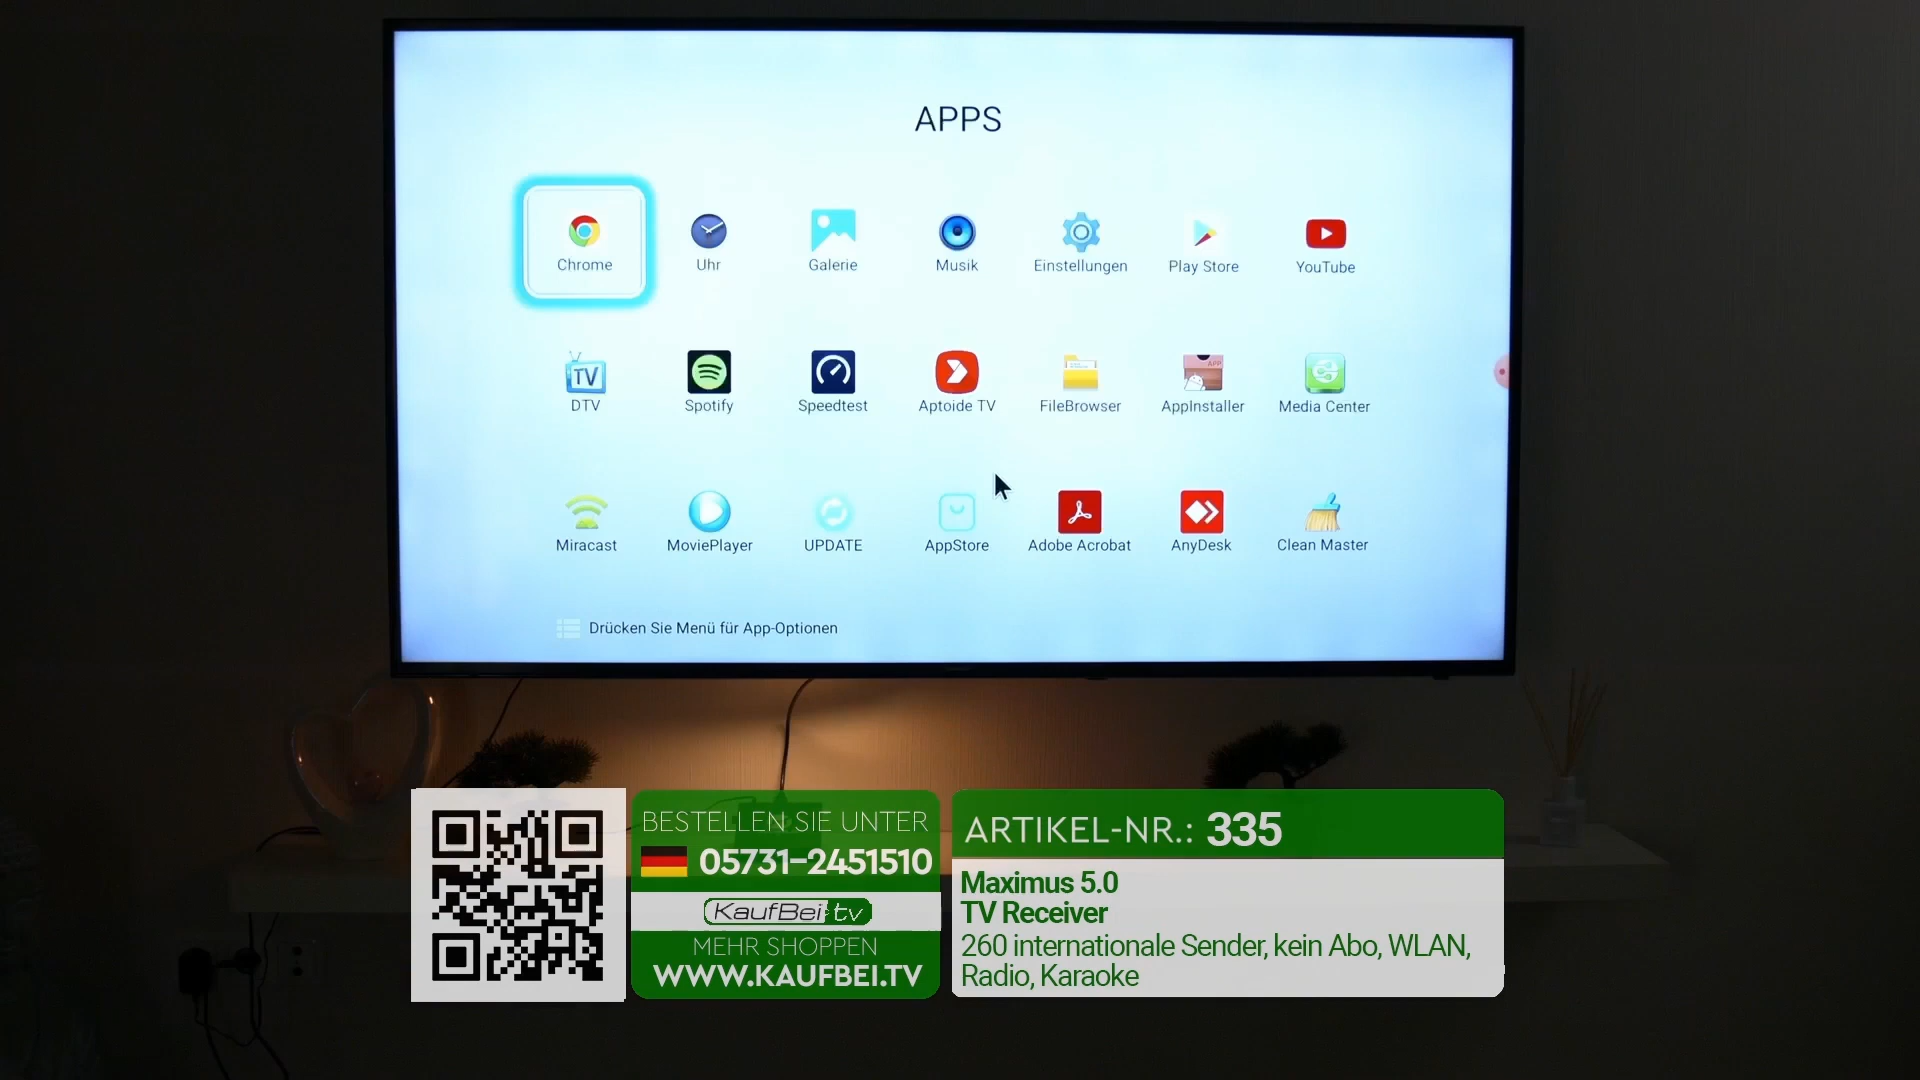 APPS
Chrome
Uhr
Galerie
Musik
Einstellungen
Play Store
YouTube
TV
DTV
Spotify
Speedtest
Aptoide TV
FileBrowser
APP
AppInstaller
Media Center
Miracast
MoviePlayer
UPDATE
AppStore
Adobe Acrobat
AnyDesk
Clean Master
Drücken Sie Menü für App-Optionen
BESTELLEN SIE UNTER
05731-2451510
KaufBei tv
MEHR SHOPPEN
WWW.KAUFBEI.TV
ARTIKEL-NR.: 335
Maximus 5.0
TV Receiver
260 internationale Sender, kein Abo, WLAN,
Radio, Karaoke